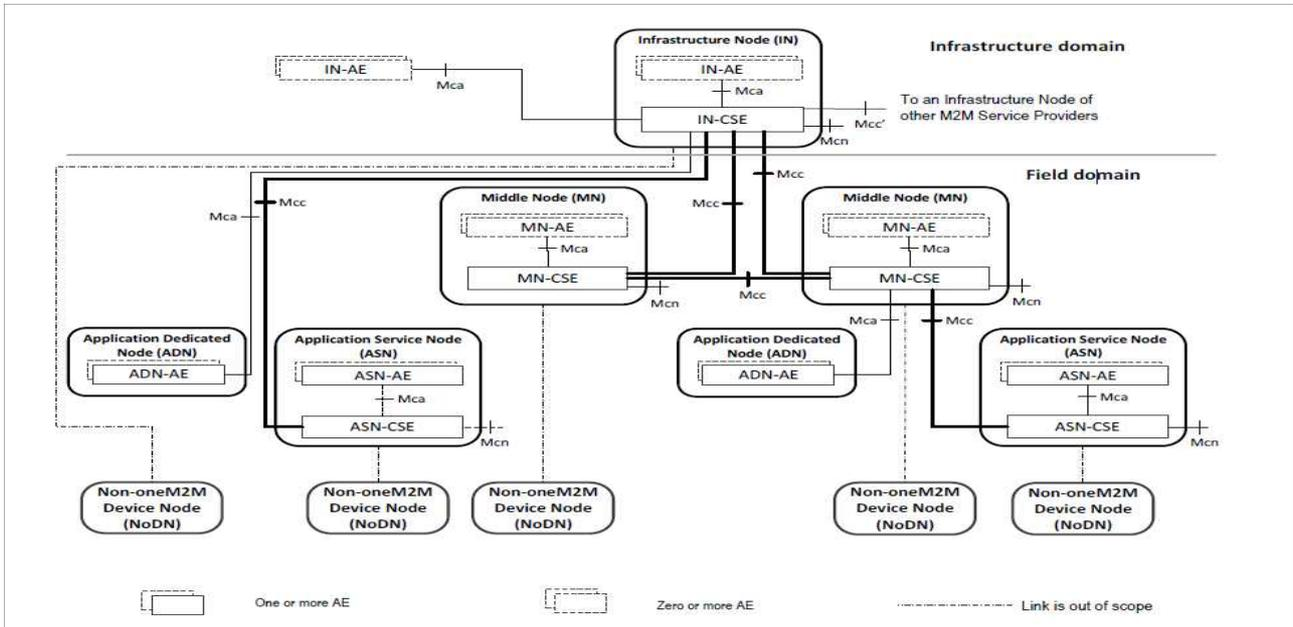 Infrastructure Node (IN)
Infrastructure domain
IN-AE
IN-AE
Mca
Mca
To an Infrastructure Node of
other M2M Service Providers
IN-CSE
Mcc'
Mcn
Mcc
Field domain
Mcc
Mca
Middle Node (MN)
Mcc
Middle Node (MN)
MN-AE
MN-AE
Mca
Mca
MN-CSE
MN-CSE
Mcc
Mcn
Mcn
Mca
Mcc
Application Dedicated
Node (ADN)
ADN-AE
Application Service Node
(ASN)
ASN-AE
Mca
ASN-CSE
Mcn
Application Dedicated
Node (ADN)
ADN-AE
Application Service Node
(ASN)
ASN-AE
Mca
ASN-CSE
Mcn
Non-oneM2M
Device Node
(NoDN)
Non-oneM2M
Device Node
(NoDN)
Non-oneM2M
Device Node
(NoDN)
Non-oneM2M
Device Node
(NoDN)
Non-oneM2M
Device Node
(NoDN)
One or more AE
Zero or more AE
Link is out of scope